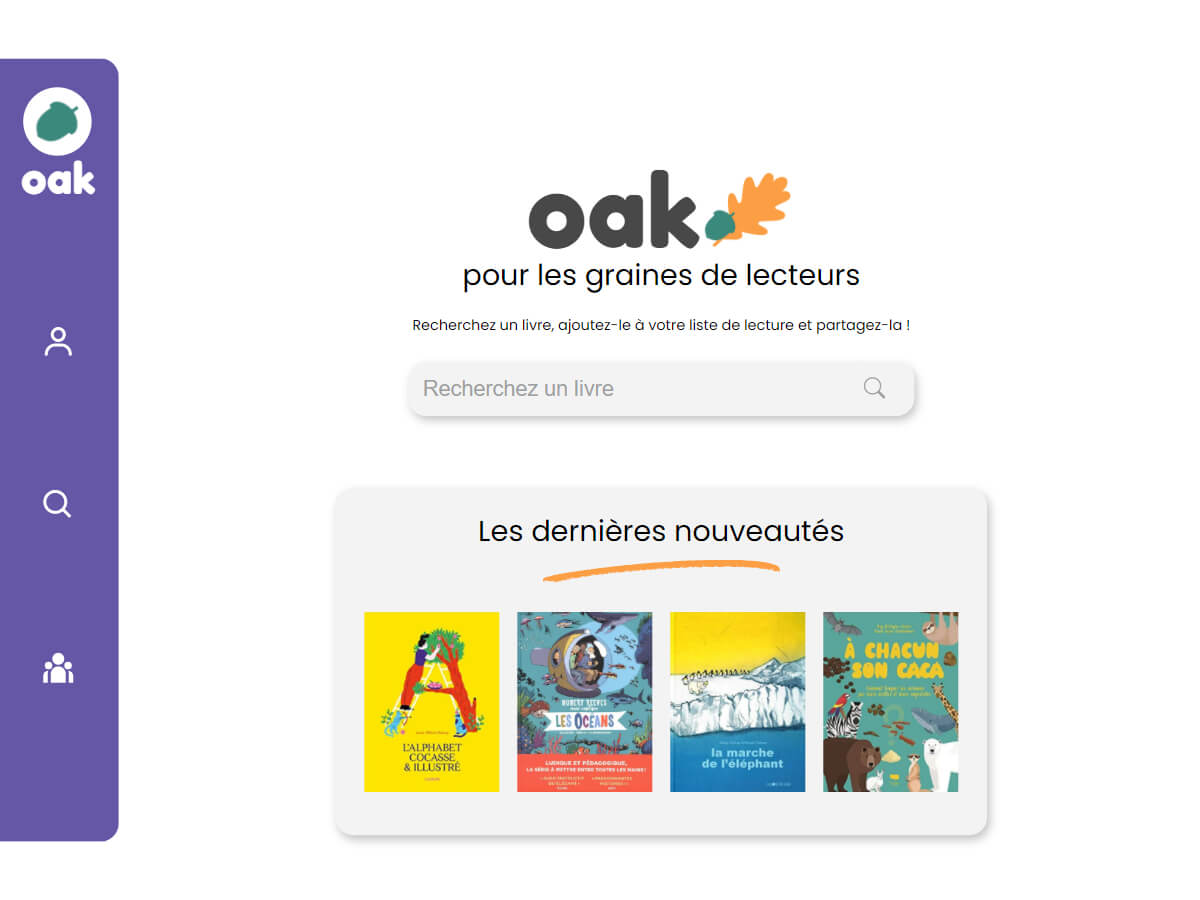 oak
oak
pour les graines de lecteurs
Recherchez un livre, ajoutez-le à votre liste de lecture et partagez-la !
Recherchez un livre
Les dernières nouveautés
L'ALPHABET
COCASSE
& ILLUSTRÉ
HUBERT REEVES
LES OCÉANS
LUDIQUE ET PÉDAGOGIQUE,
LA SÉRIE À METTRE ENTRE TOUTES LES MAINS !
la marche
de l'éléphant
À CHACUN
SON CACA